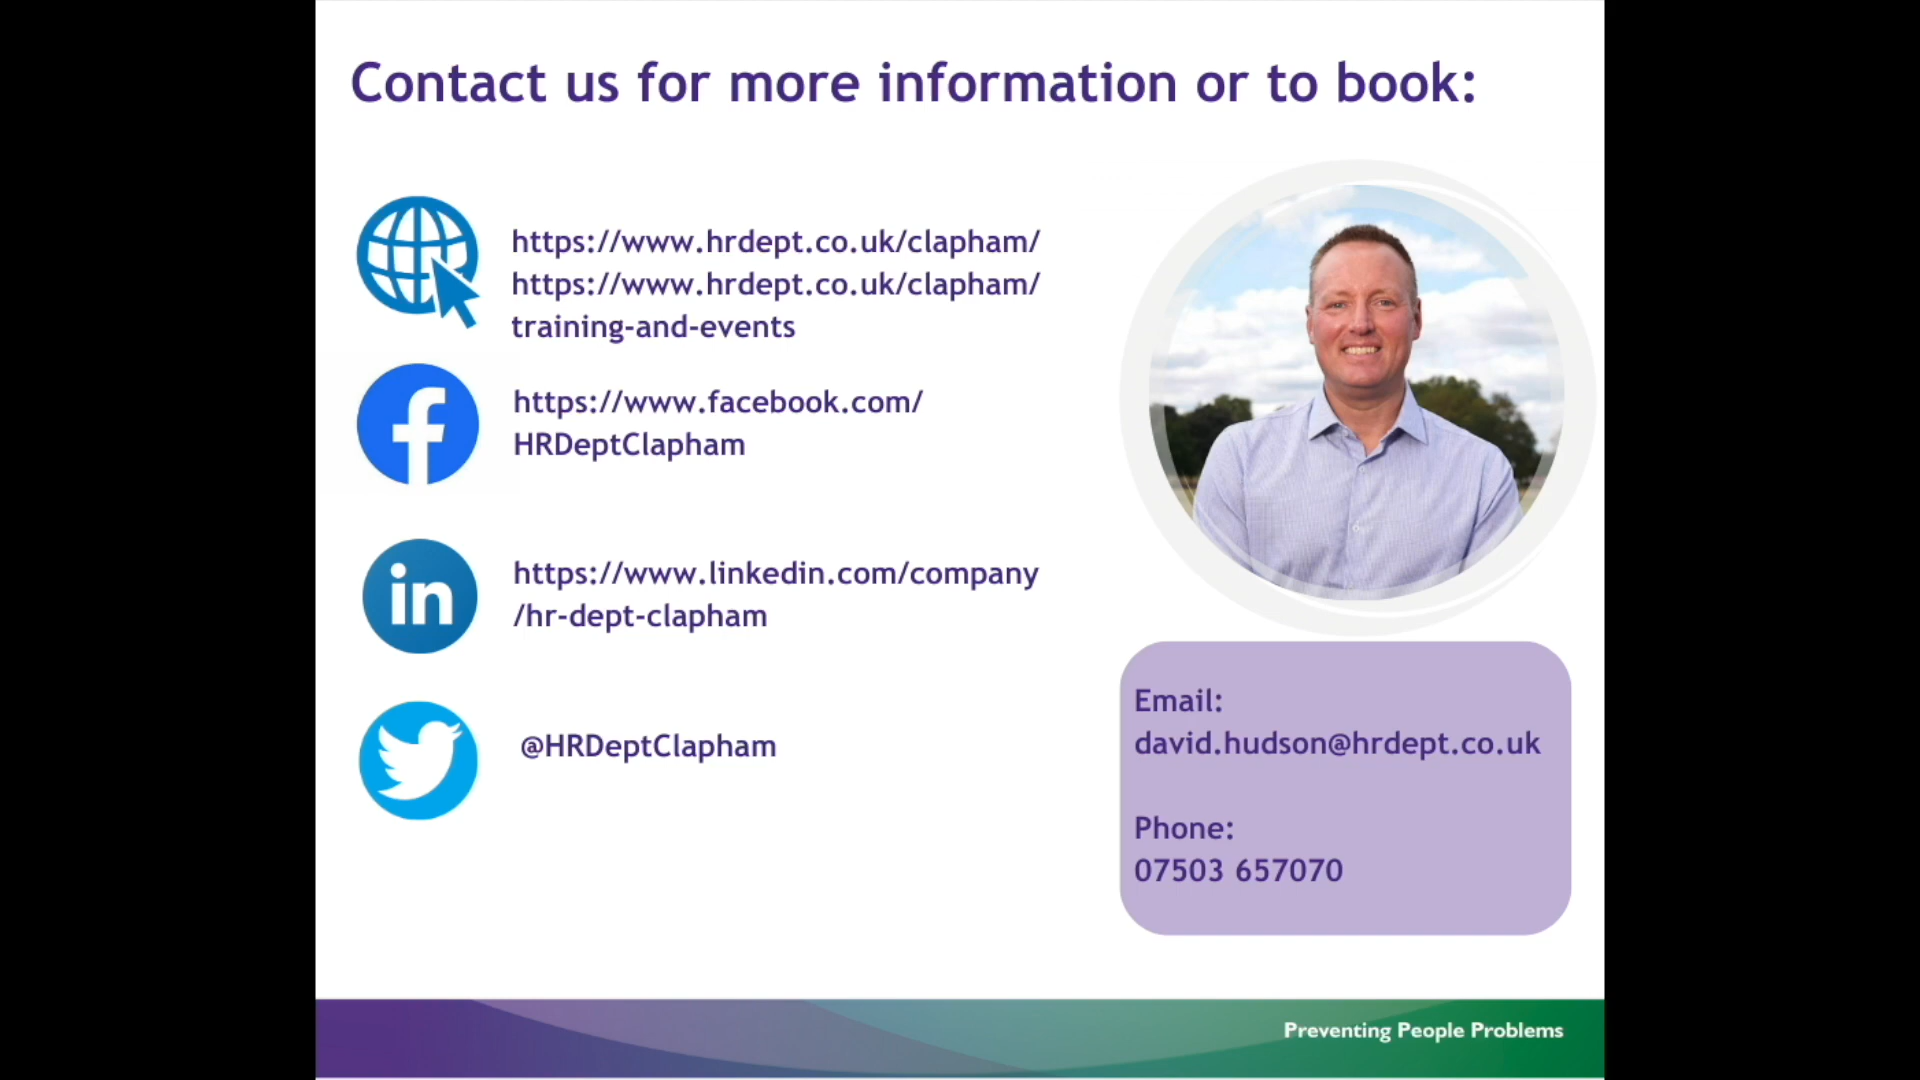 Contact us for more information or to book:
https://www.hrdept.co.uk/clapham/
https://www.hrdept.co.uk/clapham/
training-and-events
https://www.facebook.com/
HRDeptClapham
in
https://www.linkedin.com/company
/hr-dept-clapham
@HRDeptClapham
Email:
david.hudson@hrdept.co.uk
Phone:
07503 657070
Preventing People Problems